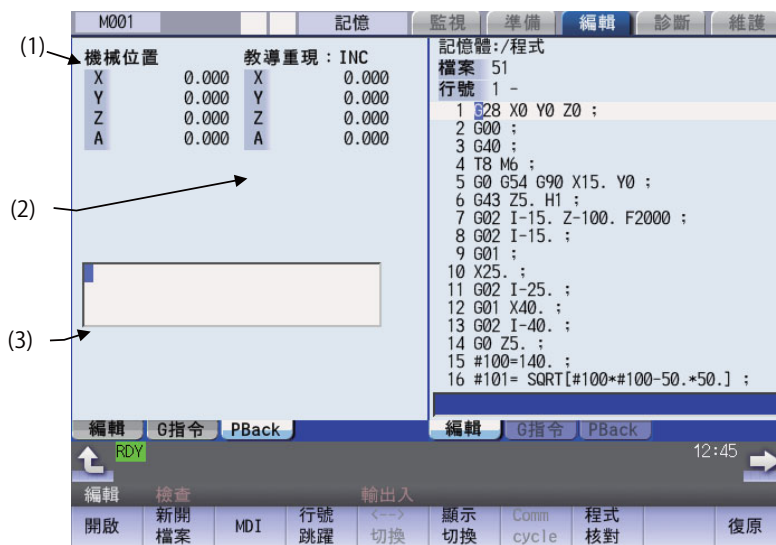 M001 記憶 監視 準備 編輯 診斷 維護
(1)
機械位置 教導重現：INC
X 0.000 X 0.000
Y 0.000 Y 0.000
Z 0.000 Z 0.000
A 0.000 A 0.000
(2)
(3)
編輯 G指令 PBack
記憶體:/程式
檔案 51
行號 1 -
1 G28 X0 Y0 Z0 ;
2 G00 ;
3 G40 ;
4 T8 M6 ;
5 G0 G54 G90 X15. Y0 ;
6 G43 Z5. H1 ;
7 G02 I-15. Z-100. F2000 ;
8 G02 I-15. ;
9 G01 ;
10 X25. ;
11 G02 I-25. ;
12 G01 X40. ;
13 G02 I-40. ;
14 G0 Z5. ;
15 #100=140. ;
16 #101= SQRT[#100*#100-50.*50.] ;
編輯 G指令 PBack
RDY 12:45
編輯 檢查 輸出入
開啟 新開檔案 MDI 行號跳躍 <-->切換 顯示切換 Comm cycle 程式核對 復原